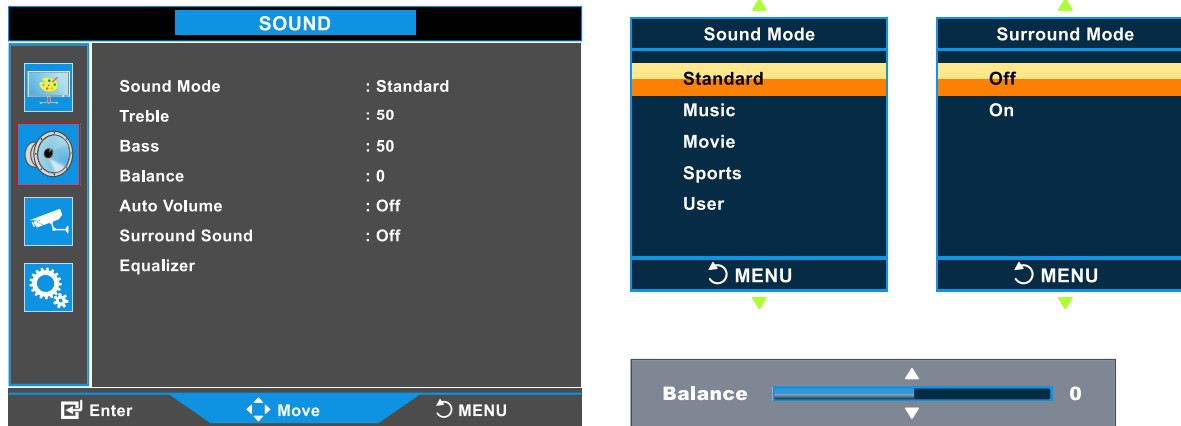 SOUND
Sound Mode : Standard
Treble : 50
Bass : 50
Balance : 0
Auto Volume : Off
Surround Sound : Off
Equalizer
Enter Move MENU
Sound Mode
Standard
Music
Movie
Sports
User
MENU
Surround Mode
Off
On
MENU
Balance 0